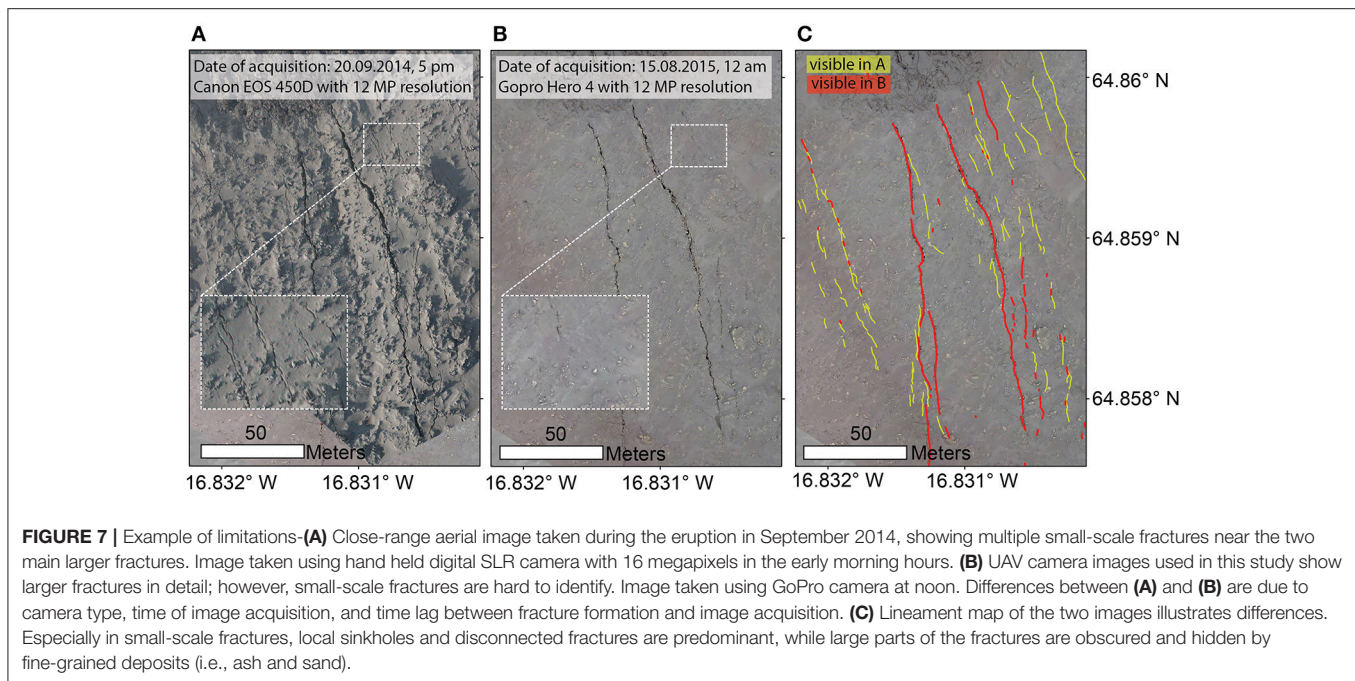 A
B
C
Date of acquisition: 20.09.2014, 5 pm
Canon EOS 450D with 12 MP resolution
Date of acquisition: 15.08.2015, 12 am
Gopro Hero 4 with 12 MP resolution
visible in A
visible in B
64.86° N
64.859° N
64.858° N
50
Meters
50
Meters
50
Meters
16.832° W
16.831° W
16.832° W
16.831° W
16.832° W
16.831° W
FIGURE 7 | Example of limitations-(A) Close-range aerial image taken during the eruption in September 2014, showing multiple small-scale fractures near the two
main larger fractures. Image taken using hand held digital SLR camera with 16 megapixels in the early morning hours. (B) UAV camera images used in this study show
larger fractures in detail; however, small-scale fractures are hard to identify. Image taken using GoPro camera at noon. Differences between (A) and (B) are due to
camera type, time of image acquisition, and time lag between fracture formation and image acquisition. (C) Lineament map of the two images illustrates differences.
Especially in small-scale fractures, local sinkholes and disconnected fractures are predominant, while large parts of the fractures are obscured and hidden by
fine-grained deposits (i.e., ash and sand).